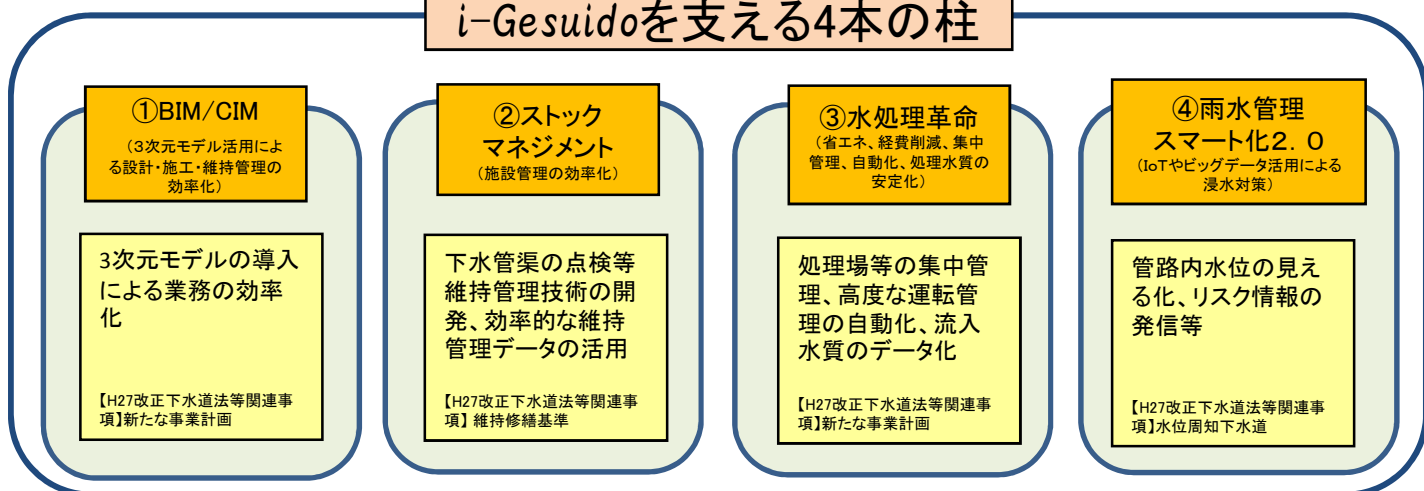 i-Gesuidoを支える4本の柱
①BIM/CIM
（3次元モデル活用によ
る設計・施工・維持管理の
効率化）
3次元モデルの導入
による業務の効率
化
【H27改正下水道法等関連事
項】新たな事業計画
②ストック
マネジメント
（施設管理の効率化）
下水管渠の点検等
維持管理技術の開
発、効率的な維持
管理データの活用
【H27改正下水道法等関連事
項】 維持修繕基準
③水処理革命
（省エネ、経費削減、集中
管理、自動化、処理水質の
安定化）
処理場等の集中管
理、高度な運転管
理の自動化、流入
水質のデータ化
【H27改正下水道法等関連事
項】新たな事業計画
④雨水管理
スマート化２．０
（IoTやビッグデータ活用による
浸水対策）
管路内水位の見え
る化、リスク情報の
発信等
【H27改正下水道法等関連事
項】水位周知下水道